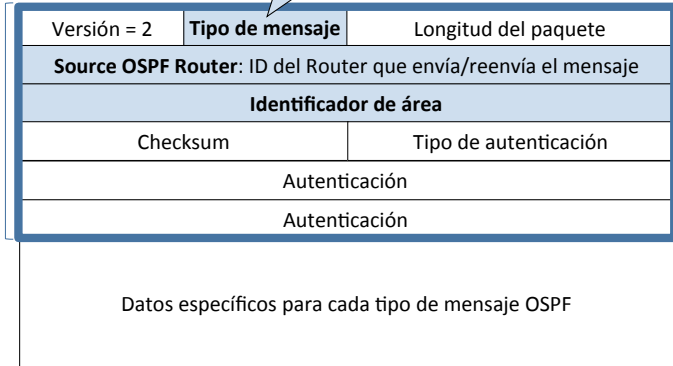 Versión = 2 Tipo de mensaje Longitud del paquete
Source OSPF Router: ID del Router que envía/reenvía el mensaje
Identificador de área
Checksum Tipo de autenticación
Autenticación
Autenticación
Datos específicos para cada tipo de mensaje OSPF